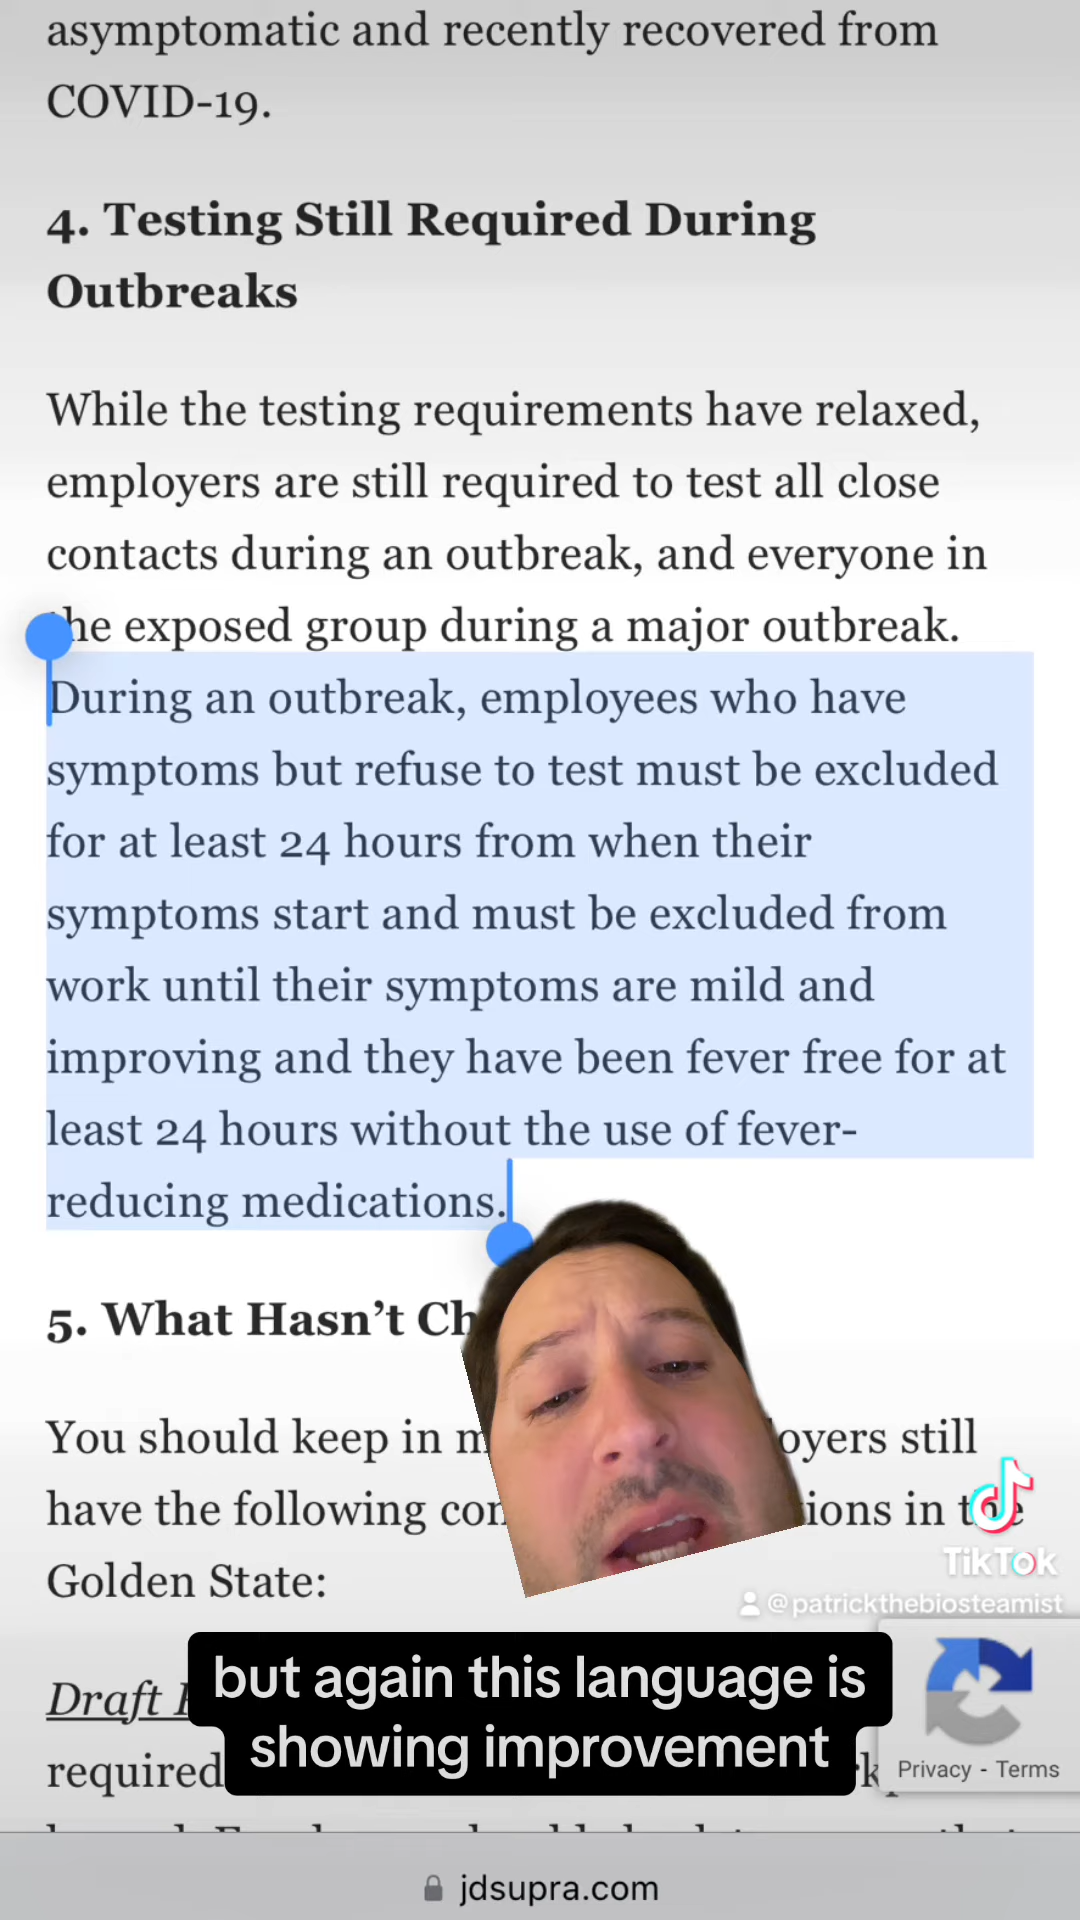 asymptomatic and recently recovered from
COVID-19.
4. Testing Still Required During
Outbreaks
While the testing requirements have relaxed,
employers are still required to test all close
contacts during an outbreak, and everyone in
the exposed group during a major outbreak.
During an outbreak, employees who have
symptoms but refuse to test must be excluded
for at least 24 hours from when their
symptoms start and must be excluded from
work until their symptoms are mild and
improving and they have been fever free for at
least 24 hours without the use of fever-
reducing medications.
5. What Hasn't
You should keep in still
have the following in the
Golden State:
TikTok
@patrickthebiosteamist
but again this language is
showing improvement
Draft
required
Privacy - Terms
jdsupra.com